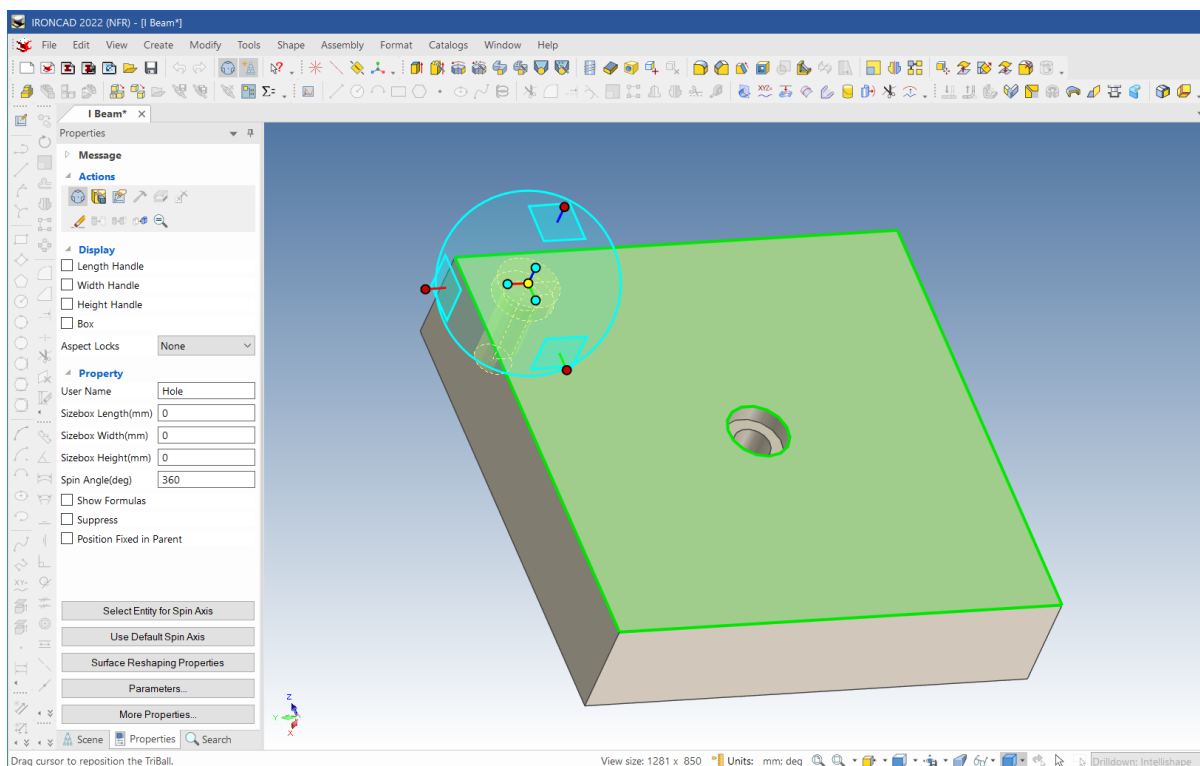 IRONCAD 2022 (NFR) - [I Beam*]
File Edit View Create Modify Tools Shape Assembly Format Catalogs Window Help
I Beam*
Properties
Message
Actions
Display
Length Handle
Width Handle
Height Handle
Box
Aspect Locks None
Property
User Name Hole
Sizebox Length(mm) 0
Sizebox Width(mm) 0
Sizebox Height(mm) 0
Spin Angle(deg) 360
Show Formulas
Suppress
Position Fixed in Parent
Select Entity for Spin Axis
Use Default Spin Axis
Surface Reshaping Properties
Parameters...
More Properties...
Z
Y
X
Scene Properties Search
Drag cursor to reposition the TriBall. View size: 1281 x 850 Units: mm; deg Drilldown: Intellishape